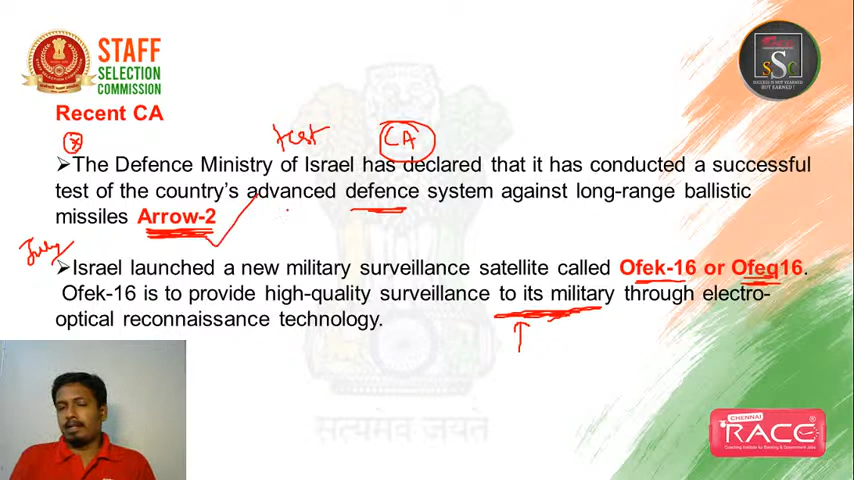 STAFF
SELECTION
COMMISSION
SSC
SUCCESS IS NOT LEARNED
BUT EARNED!
Recent CA
test
CA
➢The Defence Ministry of Israel has declared that it has conducted a successful
test of the country's advanced defence system against long-range ballistic
missiles Arrow-2
July
➢Israel launched a new military surveillance satellite called Ofek-16 or Ofeq16.
Ofek-16 is to provide high-quality surveillance to its military through electro-
optical reconnaissance technology.
सत्यमेव जयते
CHENNAI
RACE
Coaching Institute for Banking & Government Jobs